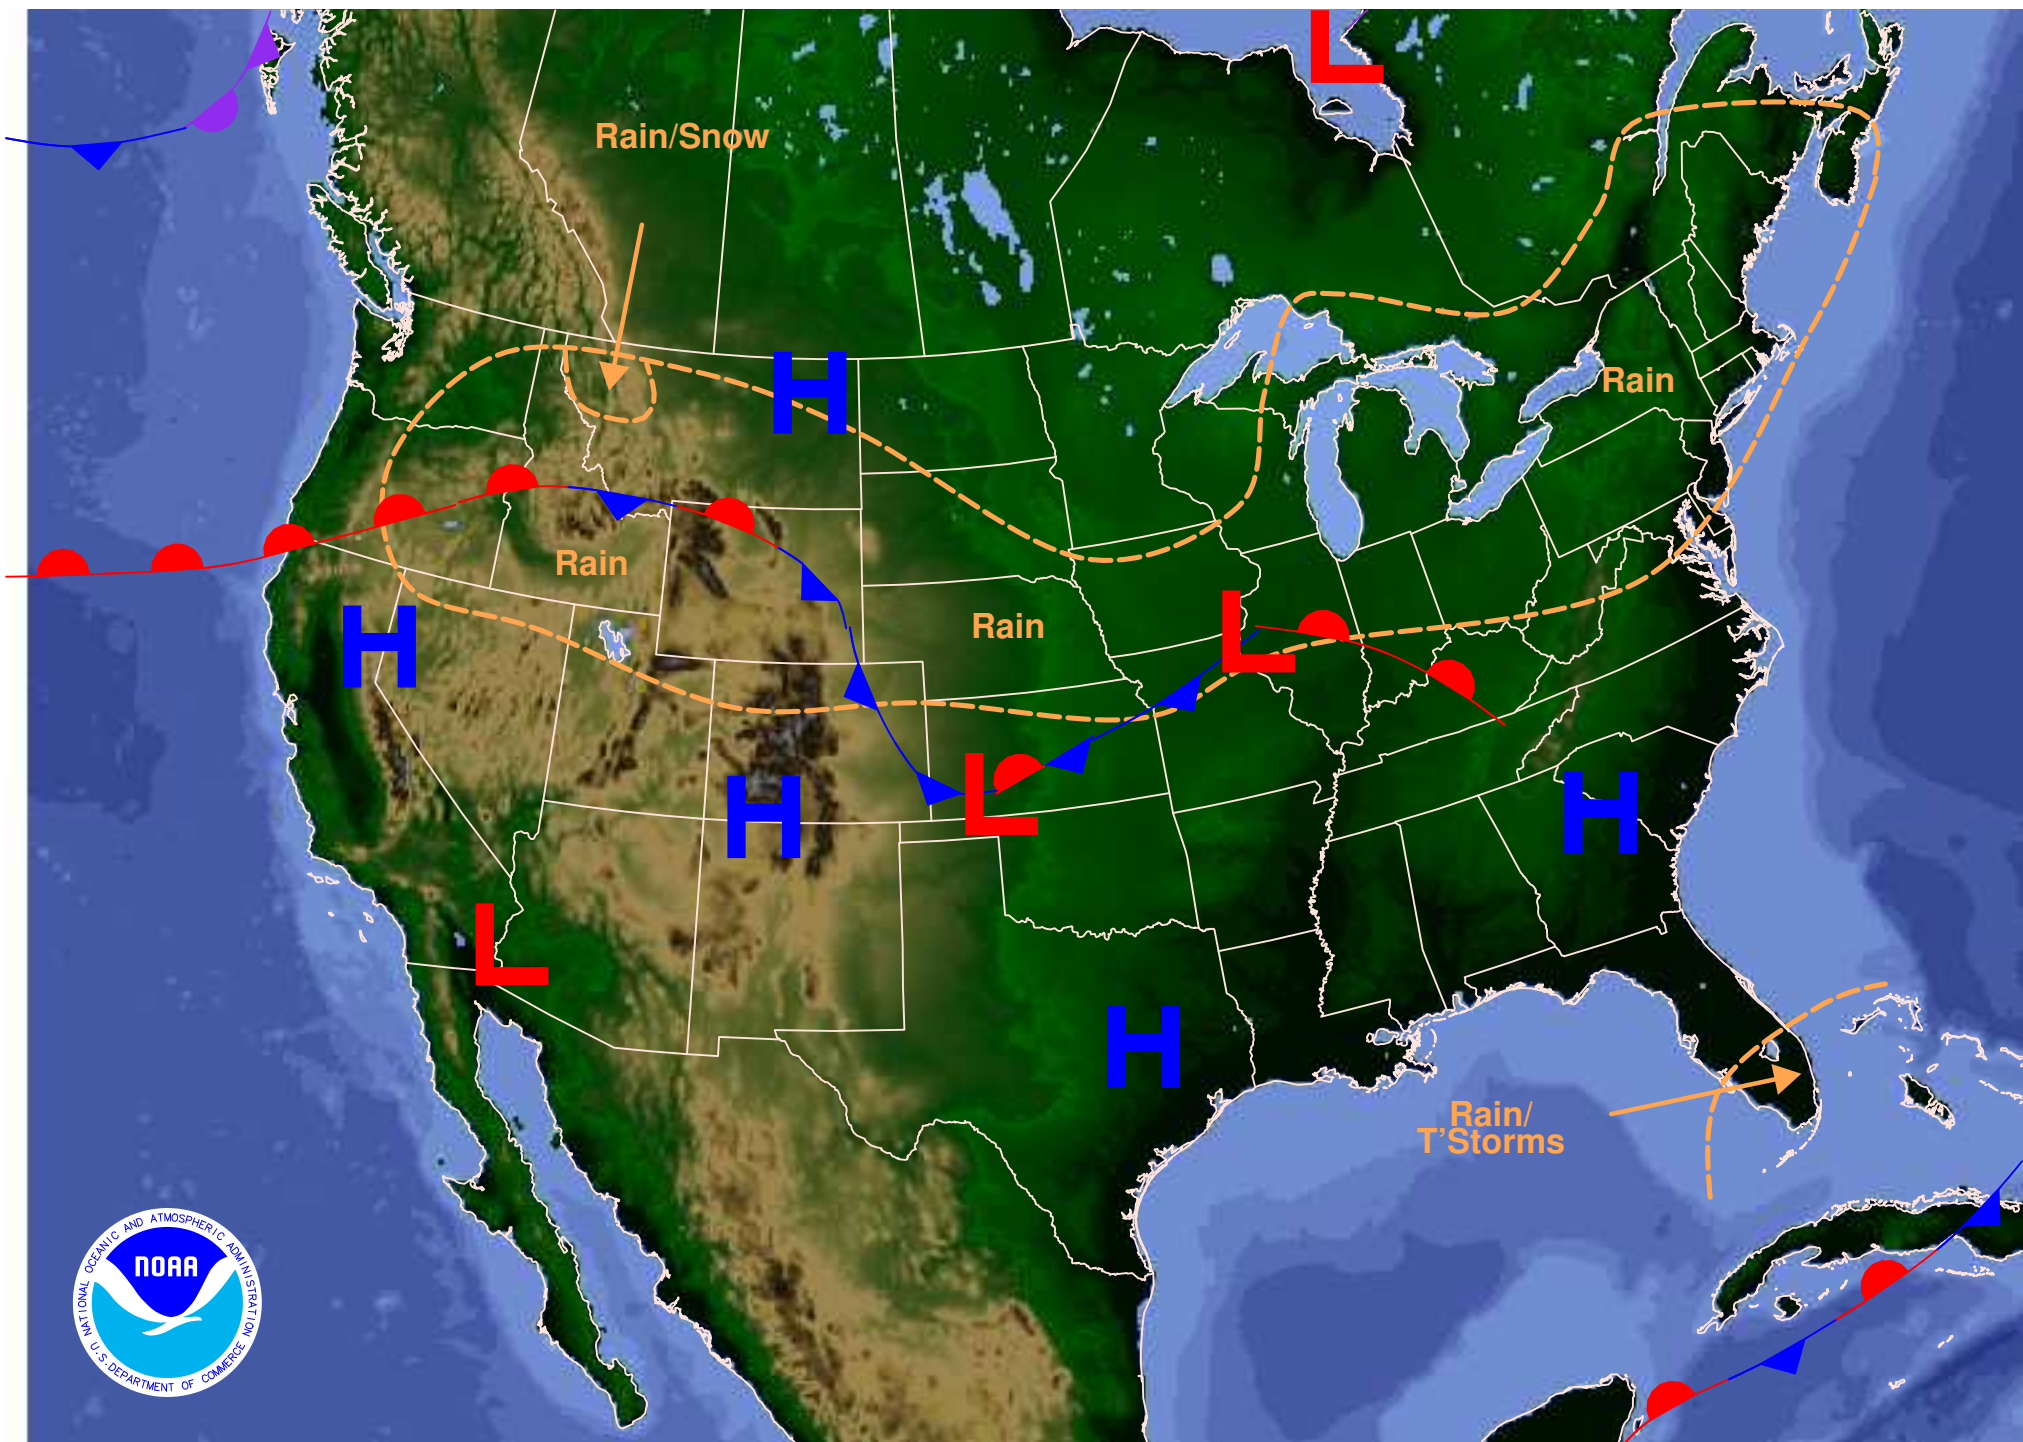 Rain/Snow
H
L
Rain
H
Rain
Rain
L
H
L
H
H
L
H
Rain/
T'Storms
NATIONAL OCEANIC AND ATMOSPHERIC ADMINISTRATION
NOAA
U.S. DEPARTMENT OF COMMERCE